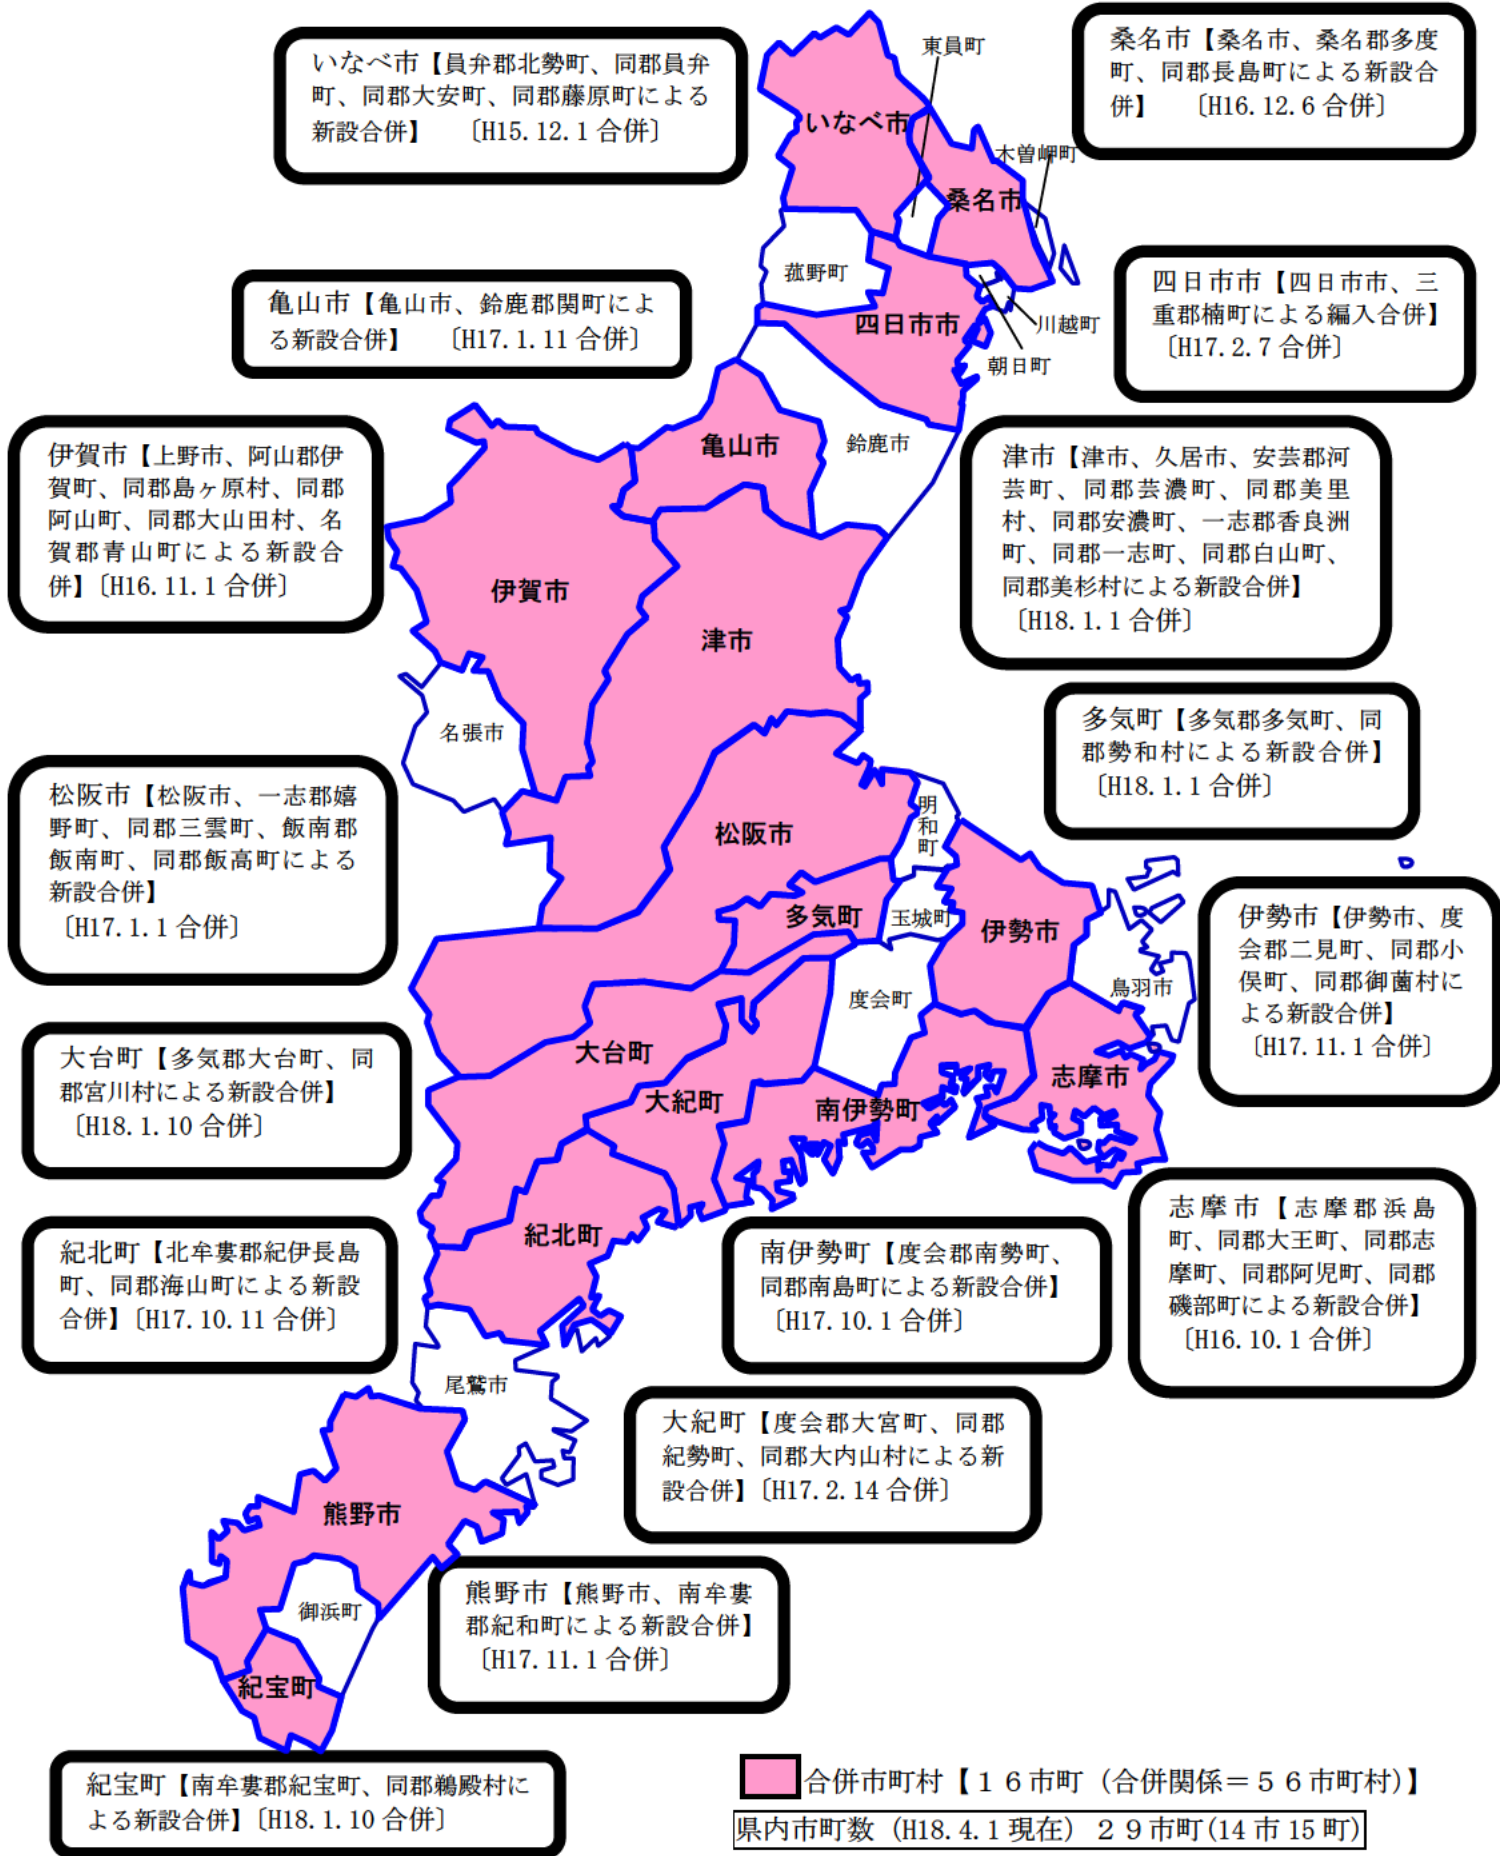 いなべ市【員弁郡北勢町、同郡員弁
町、同郡大安町、同郡藤原町による
新設合併】　〔H15.12.1 合併〕
東員町
桑名市【桑名市、桑名郡多度
町、同郡長島町による新設合
併】　〔H16.12.6 合併〕
いなべ市
木曽岬町
桑名市
菰野町
亀山市【亀山市、鈴鹿郡関町によ
る新設合併】　〔H17.1.11 合併〕
四日市市【四日市市、三
重郡楠町による編入合併】
〔H17.2.7 合併〕
四日市市
川越町
朝日町
亀山市
鈴鹿市
伊賀市【上野市、阿山郡伊
賀町、同郡島ヶ原村、同郡
阿山町、同郡大山田村、名
賀郡青山町による新設合
併】〔H16.11.1 合併〕
津市【津市、久居市、安芸郡河
芸町、同郡芸濃町、同郡美里
村、同郡安濃町、一志郡香良洲
町、同郡一志町、同郡白山町、
同郡美杉村による新設合併】
〔H18.1.1 合併〕
伊賀市
津市
名張市
多気町【多気郡多気町、同
郡勢和村による新設合併】
〔H18.1.1 合併〕
松阪市【松阪市、一志郡嬉
野町、同郡三雲町、飯南郡
飯南町、同郡飯高町による
新設合併】
〔H17.1.1 合併〕
松阪市
明
和
町
多気町
玉城町
伊勢市
伊勢市【伊勢市、度
会郡二見町、同郡小
俣町、同郡御薗村に
よる新設合併】
〔H17.11.1 合併〕
度会町
鳥羽市
大台町【多気郡大台町、同
郡宮川村による新設合併】
〔H18.1.10 合併〕
大台町
大紀町
南伊勢町
志摩市
紀北町【北牟婁郡紀伊長島
町、同郡海山町による新設
合併】〔H17.10.11 合併〕
紀北町
南伊勢町【度会郡南勢町、
同郡南島町による新設合併】
〔H17.10.1 合併〕
志摩市【志摩郡浜島
町、同郡大王町、同郡志
摩町、同郡阿児町、同郡
磯部町による新設合併】
〔H16.10.1 合併〕
尾鷲市
大紀町【度会郡大宮町、同郡
紀勢町、同郡大内山村による新
設合併】〔H17.2.14 合併〕
熊野市
熊野市【熊野市、南牟婁
郡紀和町による新設合併】
〔H17.11.1 合併〕
御浜町
紀宝町
紀宝町【南牟婁郡紀宝町、同郡鵜殿村に
よる新設合併】〔H18.1.10 合併〕
合併市町村【１６市町（合併関係＝５６市町村）】
県内市町数（H18.4.1 現在）２９市町(14 市 15 町)